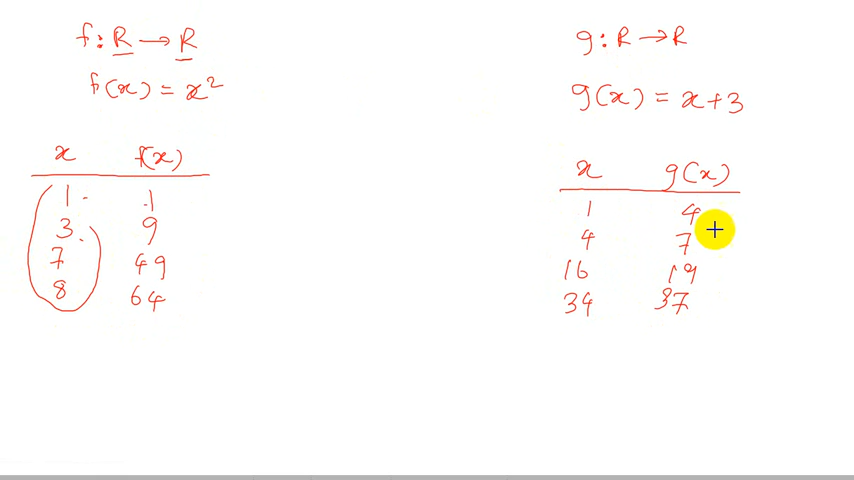 f: R → R
f(x) = x²
x f(x)
1 1
3 9
7 49
8 64
g: R → R
g(x) = x+3
x g(x)
1 4
4 7
16 19
34 37